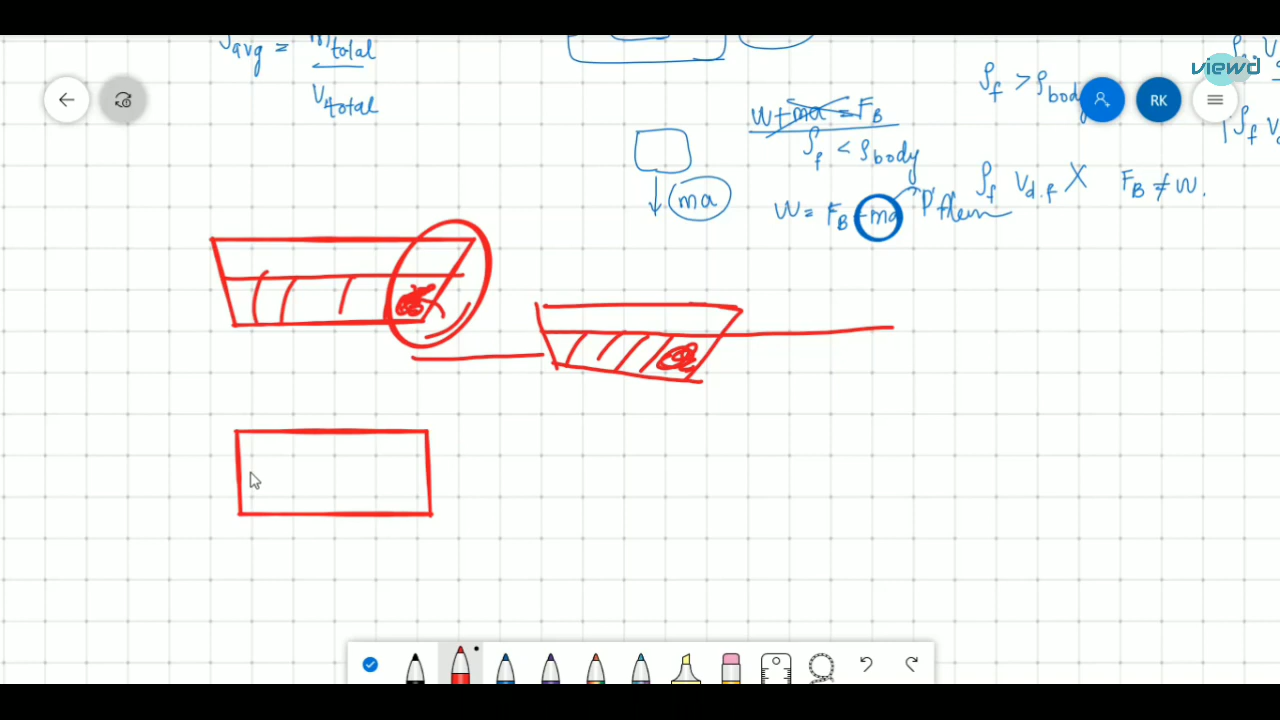 ρavg = mtotal
Vtotal
viewd
RK
ρf > ρbody
W + ma = FB
ρf < ρbody
ma
W = FB - ma
ρf Vd.f X FB ≠ W.